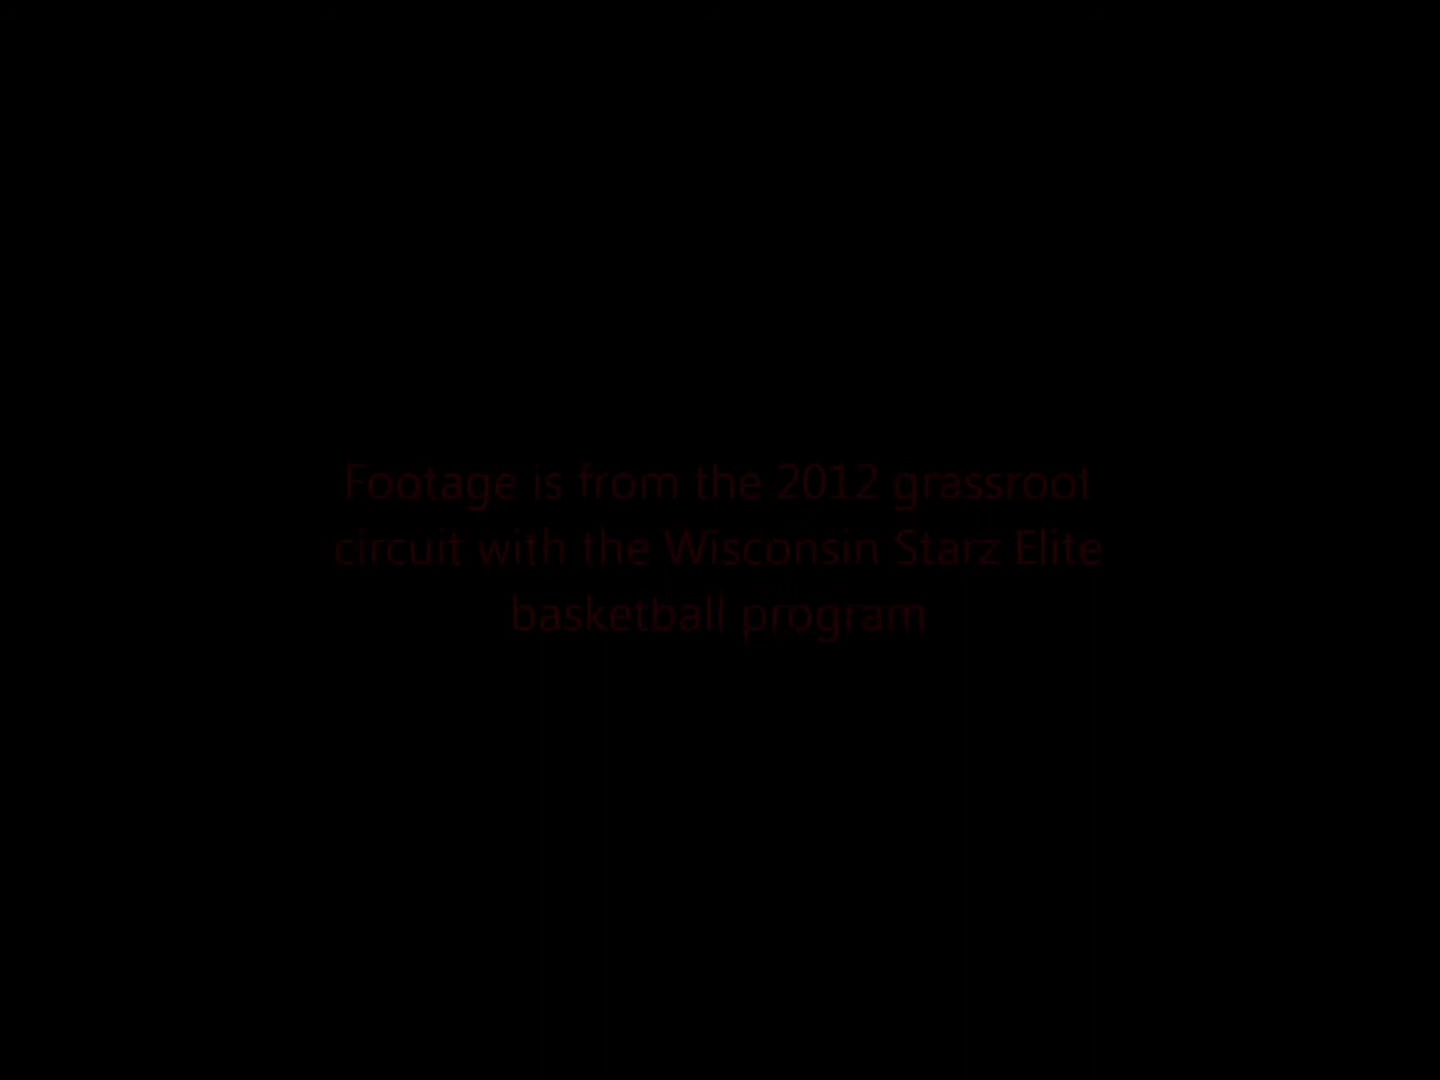 Footage is from the 2012 grassroot
circuit with the Wisconsin Starz Elite
basketball program